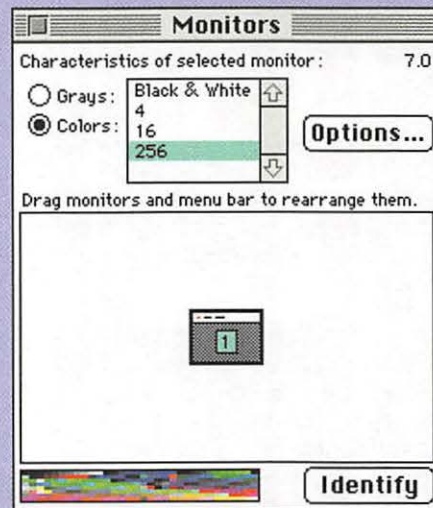 Monitors
Characteristics of selected monitor: 7.0
Grays:
Colors:
Black & White
4
16
256
Options...
Drag monitors and menu bar to rearrange them.
1
Identify